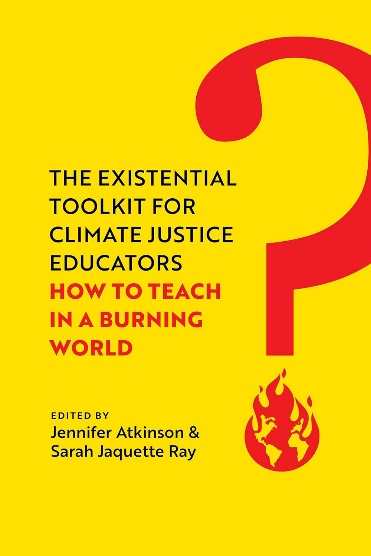 THE EXISTENTIAL
TOOLKIT FOR
CLIMATE JUSTICE
EDUCATORS
HOW TO TEACH
IN A BURNING
WORLD
?
EDITED BY
Jennifer Atkinson &
Sarah Jaquette Ray